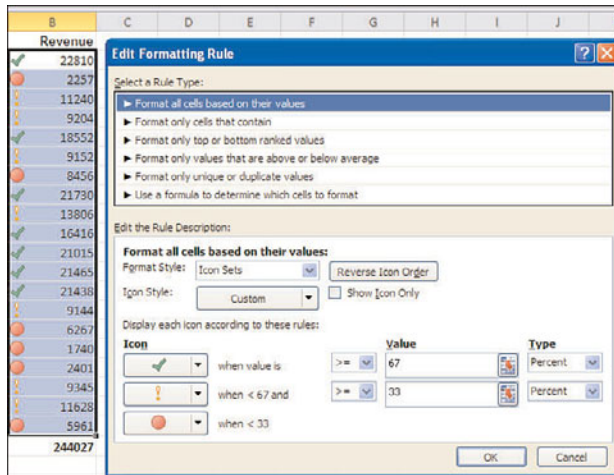 B C D E F G H I J
Revenue
22810
2257
11240
9204
18552
9152
8456
21730
13806
16416
21015
21465
21438
9144
6267
1740
2401
9345
11628
5961
244027
Edit Formatting Rule
Select a Rule Type:
► Format all cells based on their values
► Format only cells that contain
► Format only top or bottom ranked values
► Format only values that are above or below average
► Format only unique or duplicate values
► Use a formula to determine which cells to format
Edit the Rule Description:
Format all cells based on their values:
Format Style: Icon Sets Reverse Icon Order
Icon Style: Custom Show Icon Only
Display each icon according to these rules:
Icon Value Type
when value is >= 67 Percent
when < 67 and >= 33 Percent
when < 33
OK Cancel